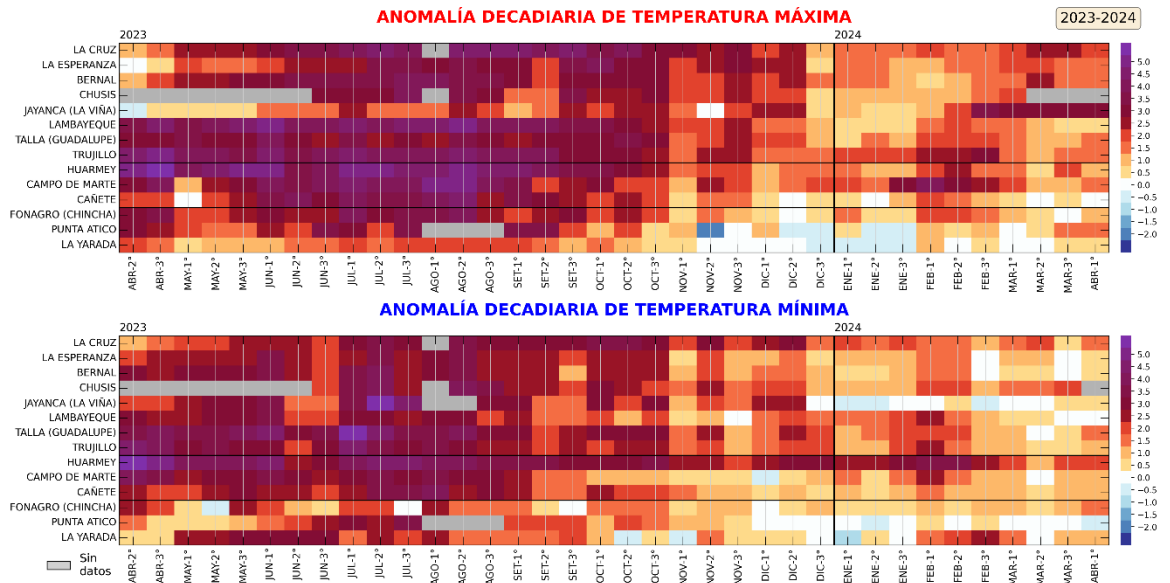 ANOMALÍA DECADIARIA DE TEMPERATURA MÁXIMA
2023-2024
2023
2024
LA CRUZ
LA ESPERANZA
BERNAL
CHUSIS
JAYANCA (LA VIÑA)
LAMBAYEQUE
TALLA (GUADALUPE)
TRUJILLO
HUARMEY
CAMPO DE MARTE
CAÑETE
FONAGRO (CHINCHA)
PUNTA ATICO
LA YARADA
5.0
4.5
4.0
3.5
3.0
2.5
2.0
1.5
1.0
0.5
0.0
−0.5
−1.0
−1.5
−2.0
ABR-2°
ABR-3°
MAY-1°
MAY-2°
MAY-3°
JUN-1°
JUN-2°
JUN-3°
JUL-1°
JUL-2°
JUL-3°
AGO-1°
AGO-2°
AGO-3°
SET-1°
SET-2°
SET-3°
OCT-1°
OCT-2°
OCT-3°
NOV-1°
NOV-2°
NOV-3°
DIC-1°
DIC-2°
DIC-3°
ENE-1°
ENE-2°
ENE-3°
FEB-1°
FEB-2°
FEB-3°
MAR-1°
MAR-2°
MAR-3°
ABR-1°
ANOMALÍA DECADIARIA DE TEMPERATURA MÍNIMA
2023
2024
LA CRUZ
LA ESPERANZA
BERNAL
CHUSIS
JAYANCA (LA VIÑA)
LAMBAYEQUE
TALLA (GUADALUPE)
TRUJILLO
HUARMEY
CAMPO DE MARTE
CAÑETE
FONAGRO (CHINCHA)
PUNTA ATICO
LA YARADA
5.0
4.5
4.0
3.5
3.0
2.5
2.0
1.5
1.0
0.5
0.0
−0.5
−1.0
−1.5
−2.0
Sin
datos
ABR-2°
ABR-3°
MAY-1°
MAY-2°
MAY-3°
JUN-1°
JUN-2°
JUN-3°
JUL-1°
JUL-2°
JUL-3°
AGO-1°
AGO-2°
AGO-3°
SET-1°
SET-2°
SET-3°
OCT-1°
OCT-2°
OCT-3°
NOV-1°
NOV-2°
NOV-3°
DIC-1°
DIC-2°
DIC-3°
ENE-1°
ENE-2°
ENE-3°
FEB-1°
FEB-2°
FEB-3°
MAR-1°
MAR-2°
MAR-3°
ABR-1°